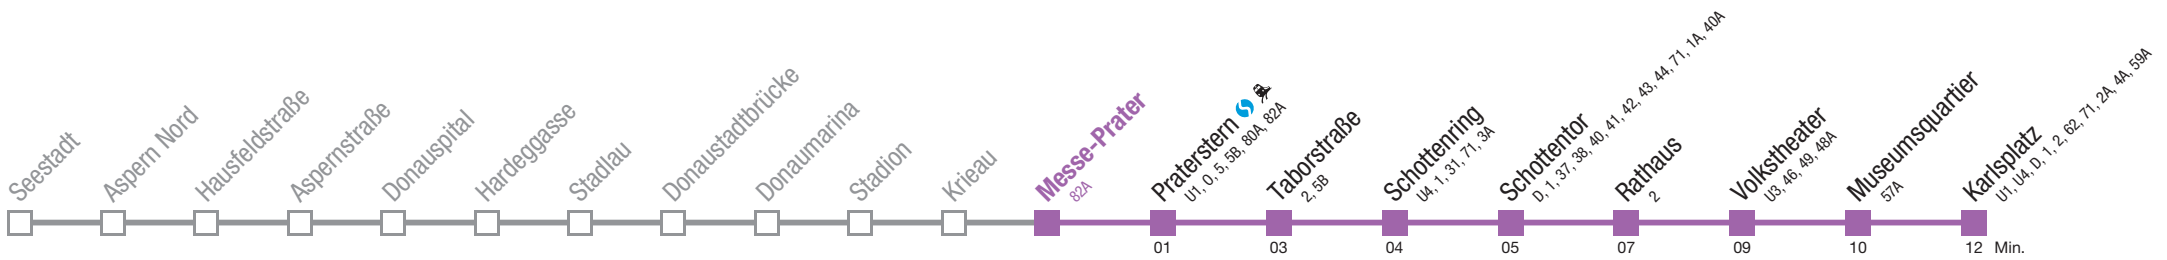 Seestadt
Aspern Nord
Hausfeldstraße
Aspernstraße
Donauspital
Hardeggasse
Stadlau
Donaustadtbrücke
Donaumarina
Stadion
Krieau
Messe-Prater
82A
Praterstern
U1, O, 5, 5B, 80A, 82A
01
Taborstraße
2, 5B
03
Schottenring
U4, 1, 31, 71, 3A
04
Schottentor
D, 1, 37, 38, 40, 41, 42, 43, 44, 71, 1A, 40A
05
Rathaus
2
07
Volkstheater
U3, 46, 49, 48A
09
Museumsquartier
57A
10
Karlsplatz
U1, U4, D, 1, 2, 62, 71, 2A, 4A, 59A
12 Min.